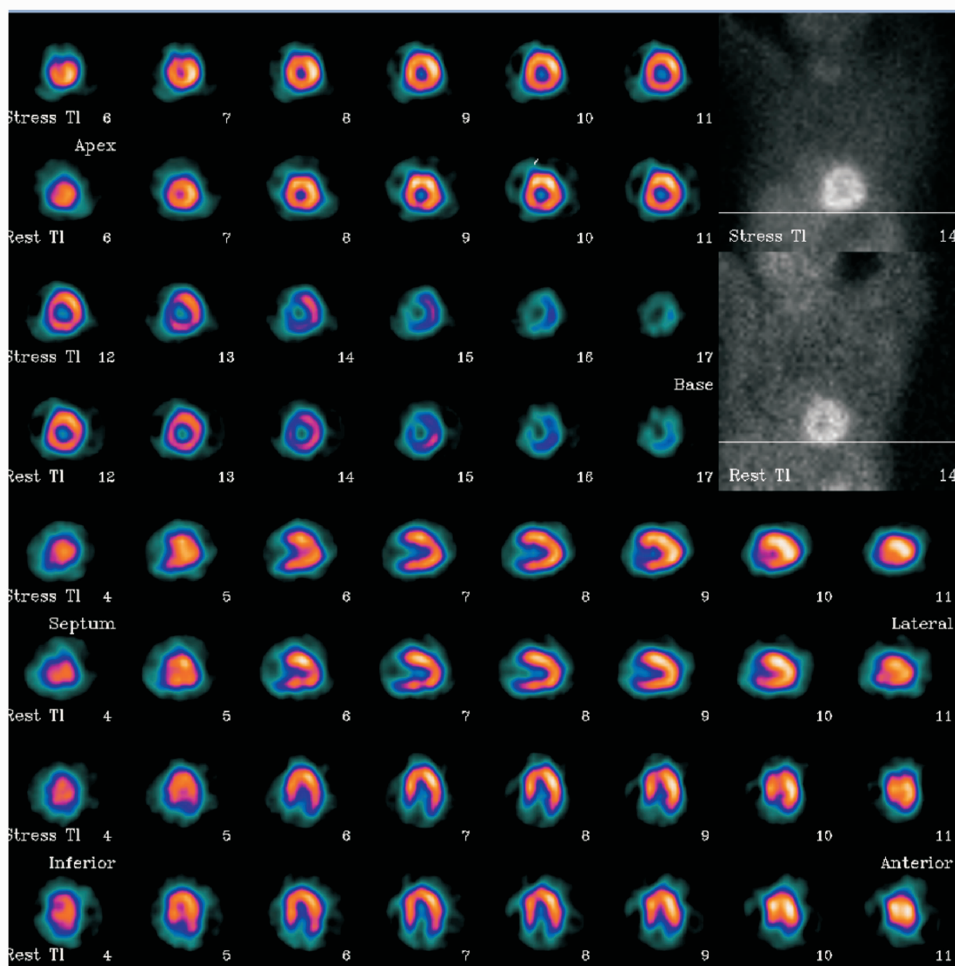 Stress Tl 6 7 8 9 10 11
Apex
Rest Tl 6 7 8 9 10 11
Stress Tl 14
Stress Tl 12 13 14 15 16 17
Base
Rest Tl 12 13 14 15 16 17
Rest Tl 14
Stress Tl 4 5 6 7 8 9 10 11
Septum Lateral
Rest Tl 4 5 6 7 8 9 10 11
Stress Tl 4 5 6 7 8 9 10 11
Inferior Anterior
Rest Tl 4 5 6 7 8 9 10 11